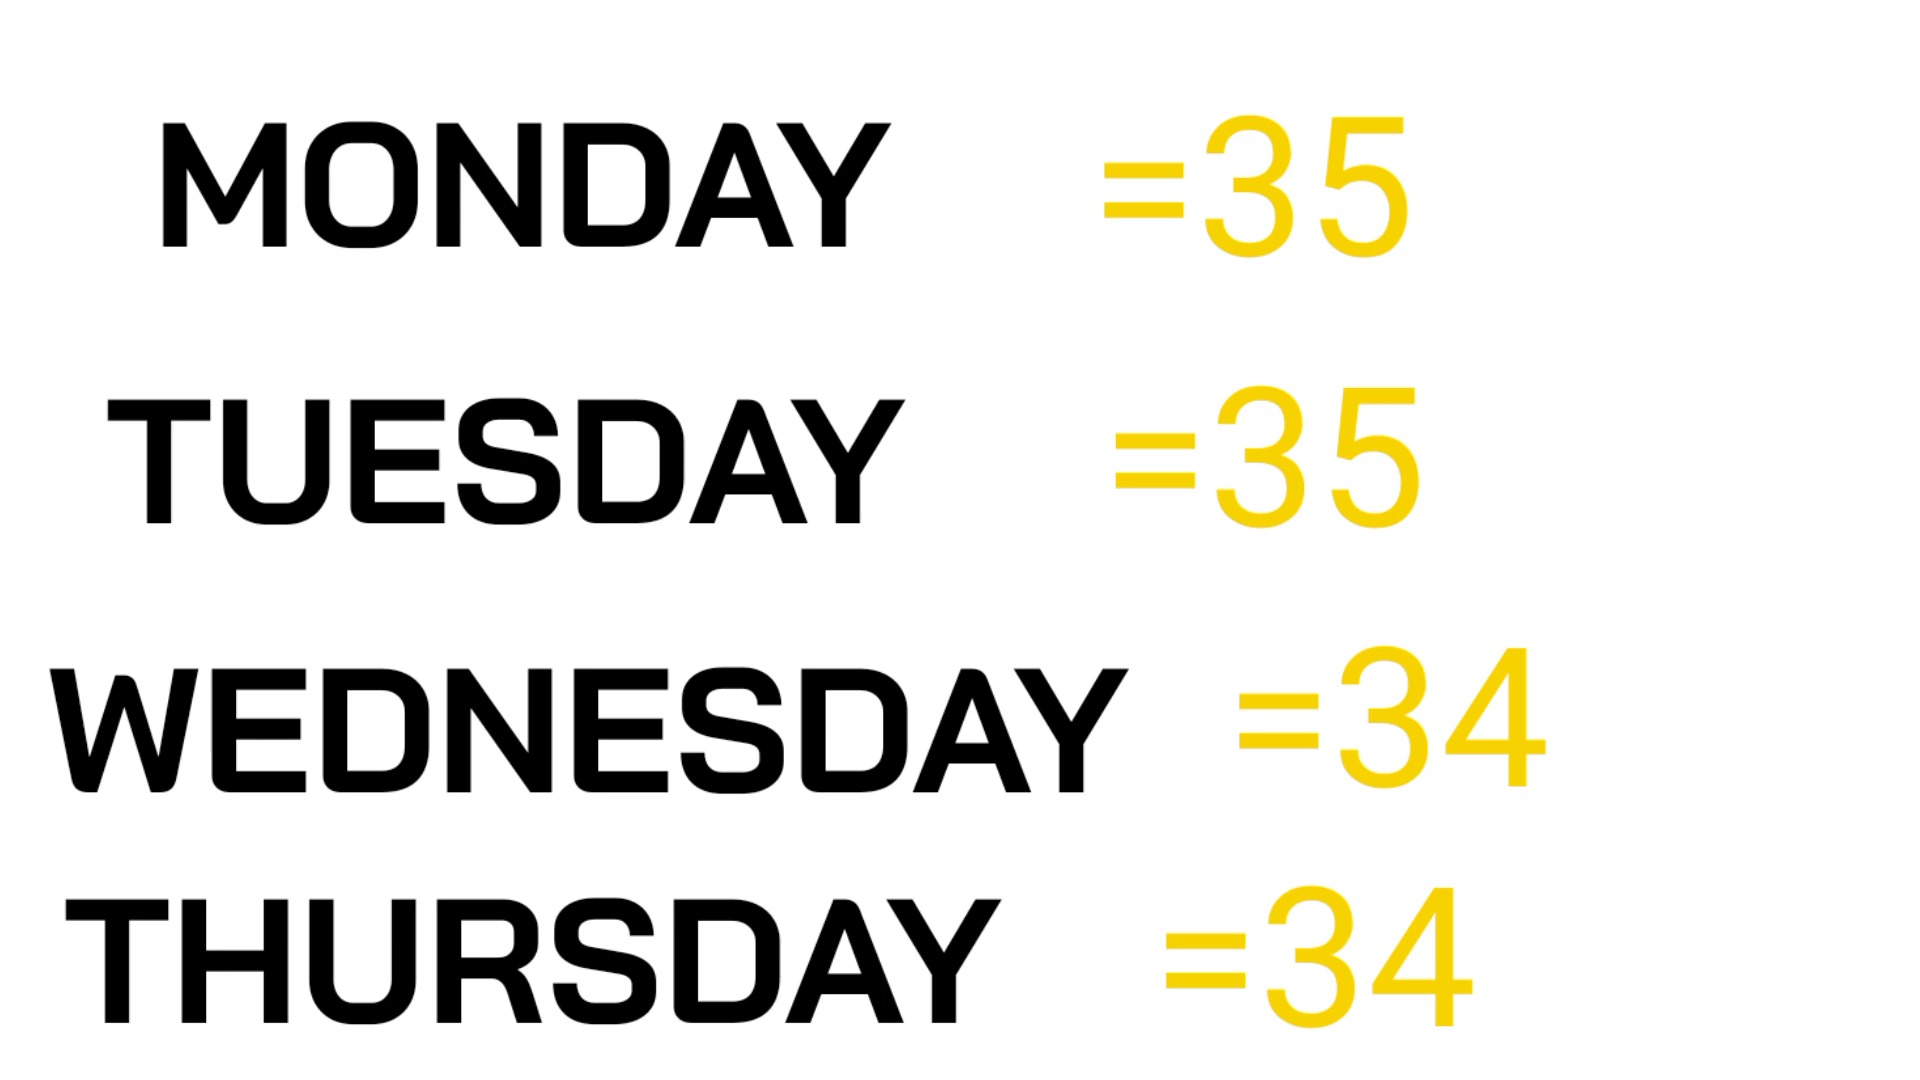 MONDAY =35
TUESDAY =35
WEDNESDAY =34
THURSDAY =34